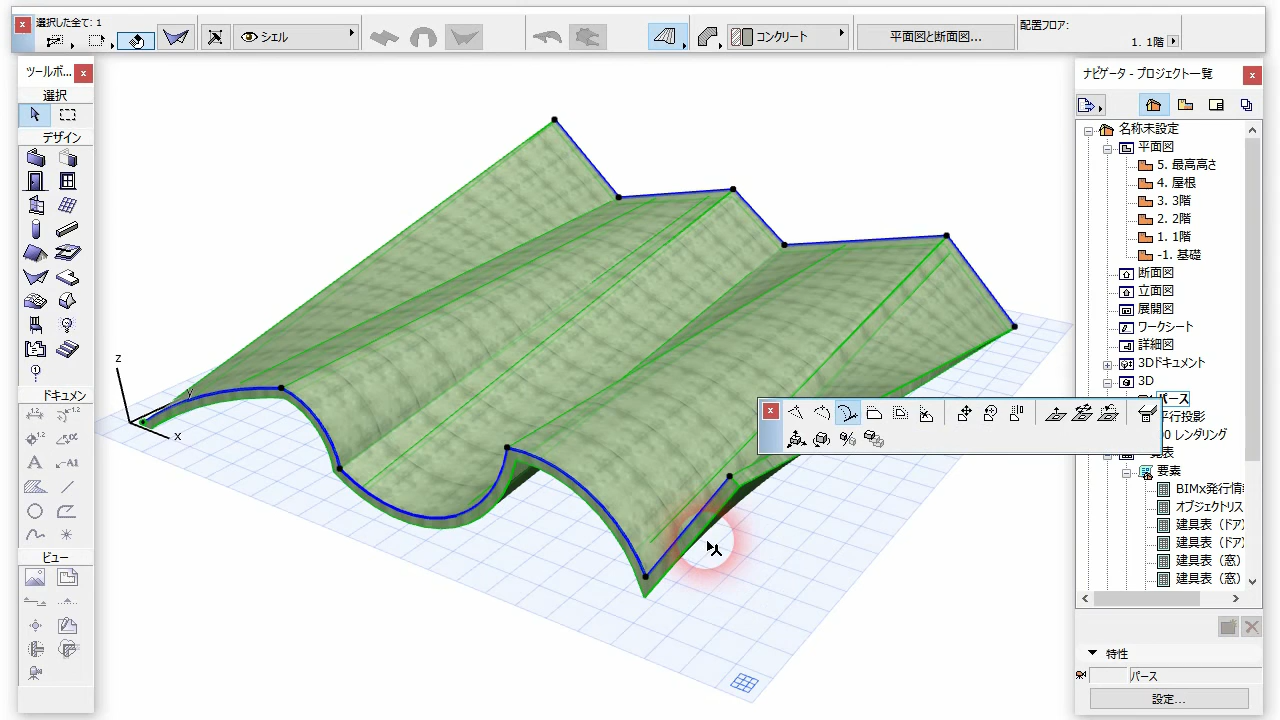 選択した全て: 1
シェル
コンクリート
平面図と断面図...
配置フロア:
1. 1階
ツールボ...
選択
デザイン
ドキュメン
A
A1
ビュー
z
y
x
ナビゲータ - プロジェクト一覧
名称未設定
平面図
5. 最高高さ
4. 屋根
3. 3階
2. 2階
1. 1階
-1. 基礎
断面図
立面図
展開図
ワークシート
詳細図
3Dドキュメント
3D
パース
平行投影
00 レンダリング
要素
BIMx発行情
オブジェクトリス
建具表（ドア）
建具表（ドア）
建具表（窓）
建具表（窓）
特性
パース
設定...